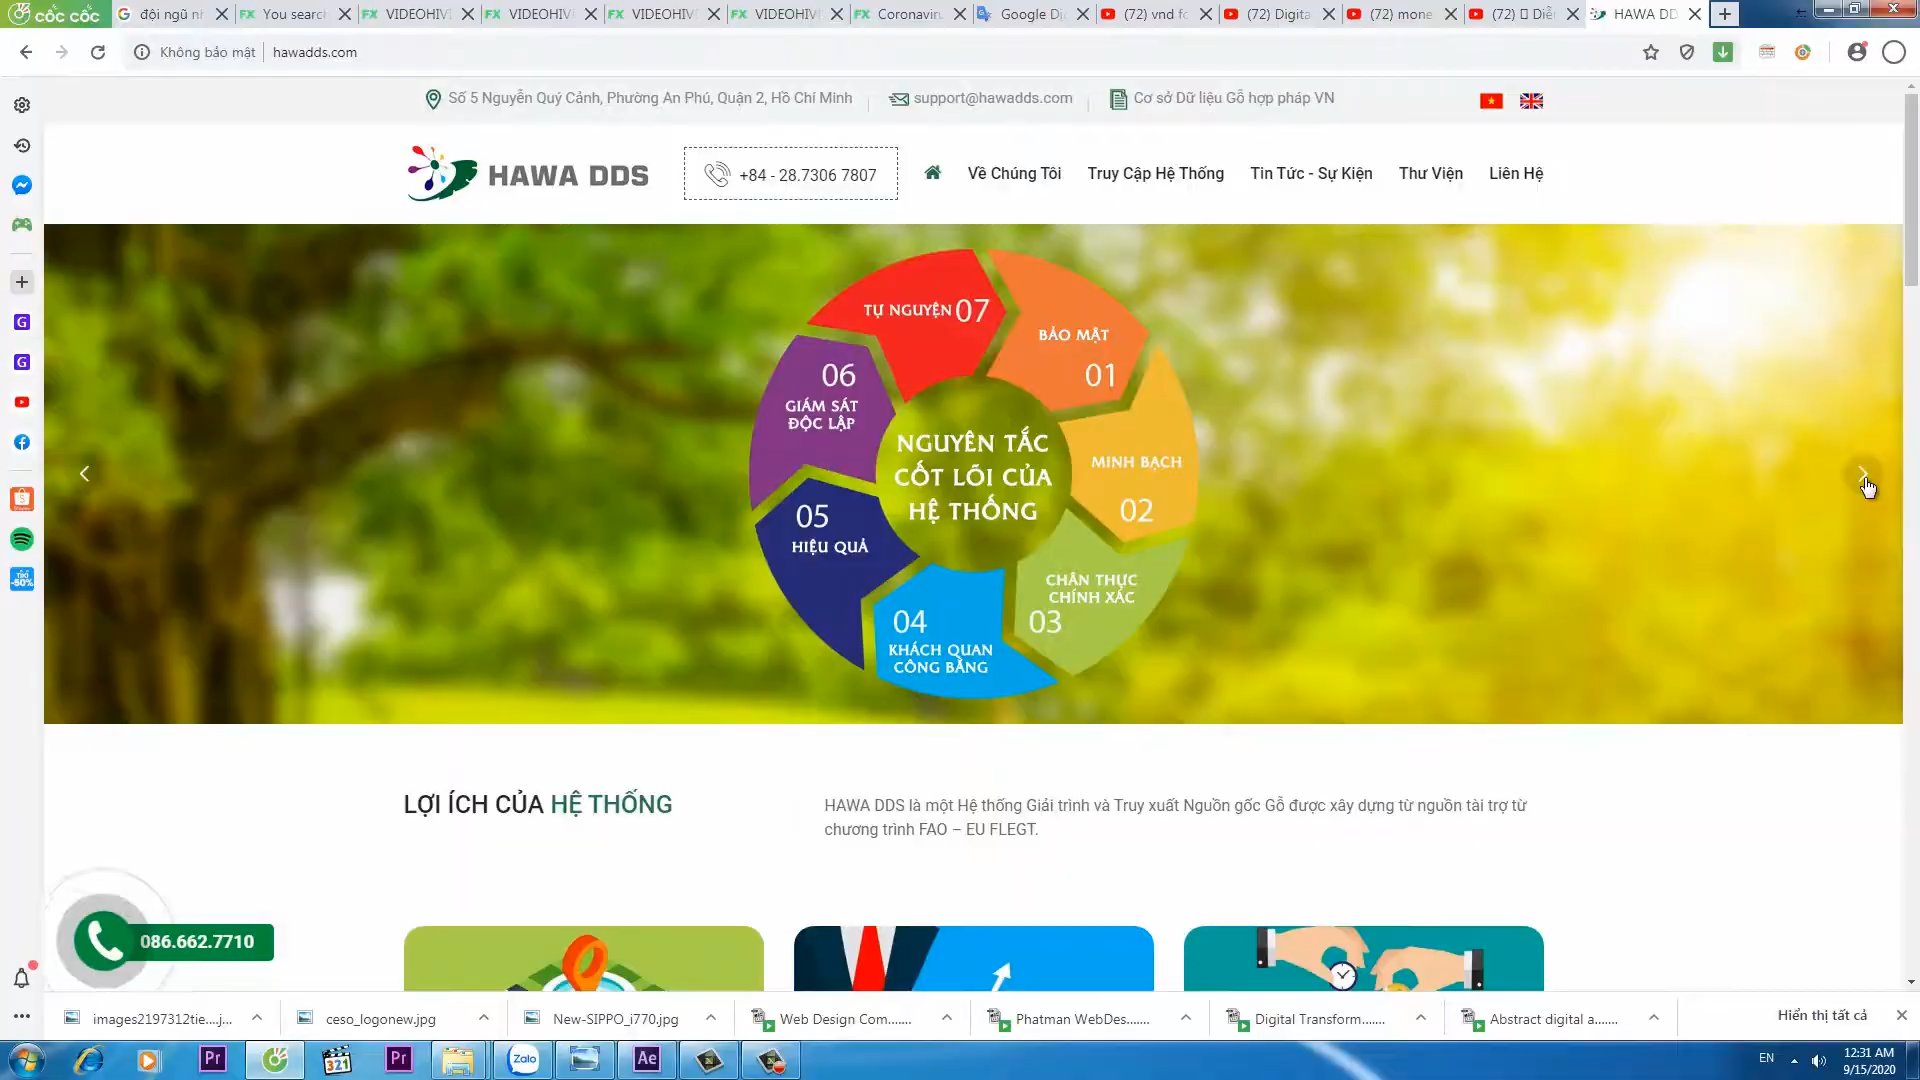 cốc cốc
đội ngũ nh
You search
VIDEOHIV
VIDEOHIV
VIDEOHIV
VIDEOHIV
Coronaviru
Google Dị
(72) vnd fo
(72) Digita
(72) mone
(72)
HAWA DD
Không bảo mật
hawadds.com
Số 5 Nguyễn Quý Cảnh, Phường An Phú, Quận 2, Hồ Chí Minh
support@hawadds.com
Cơ sở Dữ liệu Gỗ hợp pháp VN
HAWA DDS
+84 - 28.7306 7807
Về Chúng Tôi
Truy Cập Hệ Thống
Tin Tức - Sự Kiện
Thư Viện
Liên Hệ
TỰ NGUYỆN 07
BẢO MẬT
01
06
GIÁM SÁT
ĐỘC LẬP
NGUYÊN TẮC
CỐT LÕI CỦA
HỆ THỐNG
MINH BẠCH
02
05
HIỆU QUẢ
CHÂN THỰC
CHÍNH XÁC
03
04
KHÁCH QUAN
CÔNG BẰNG
LỢI ÍCH CỦA HỆ THỐNG
HAWA DDS là một Hệ thống Giải trình và Truy xuất Nguồn gốc Gỗ được xây dựng từ nguồn tài trợ từ
chương trình FAO – EU FLEGT.
086.662.7710
images2197312tie....j...
ceso_logonew.jpg
New-SIPPO_i770.jpg
Web Design Com.......
Phatman WebDes.......
Digital Transform.......
Abstract digital a.......
Hiển thị tất cả
Pr
321
Pr
Zalo
Ae
EN
12:31 AM
9/15/2020